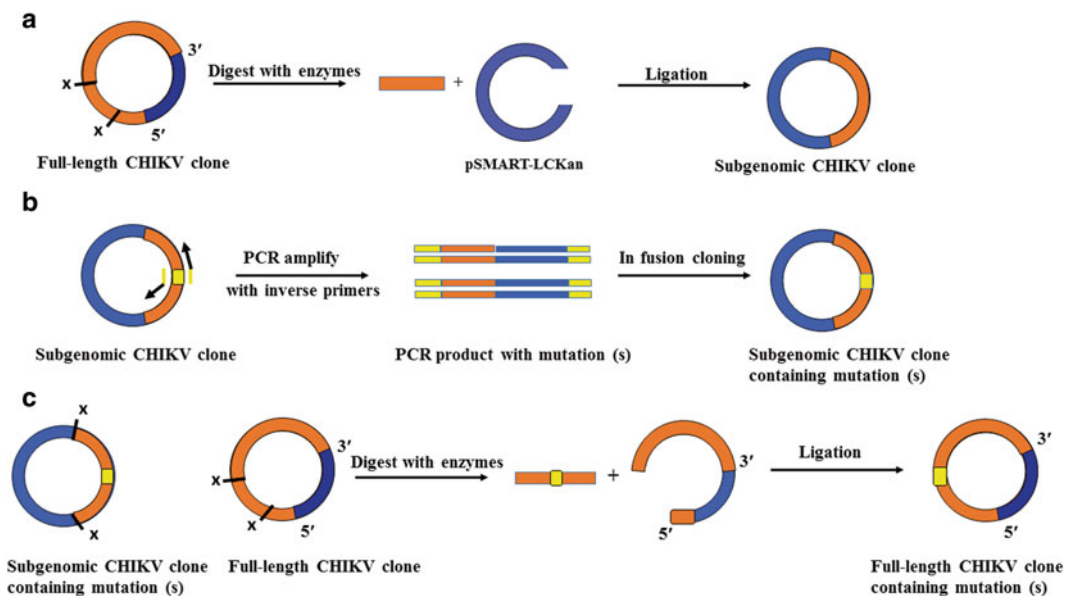 a
3′
x
x
5′
Full-length CHIKV clone
Digest with enzymes
+
pSMART-LCKan
Ligation
Subgenomic CHIKV clone
b
Subgenomic CHIKV clone
PCR amplify
with inverse primers
PCR product with mutation (s)
In fusion cloning
Subgenomic CHIKV clone
containing mutation (s)
c
x
x
Subgenomic CHIKV clone
containing mutation (s)
3′
x
x
5′
Full-length CHIKV clone
Digest with enzymes
+
3′
5′
Ligation
3′
5′
Full-length CHIKV clone
containing mutation (s)